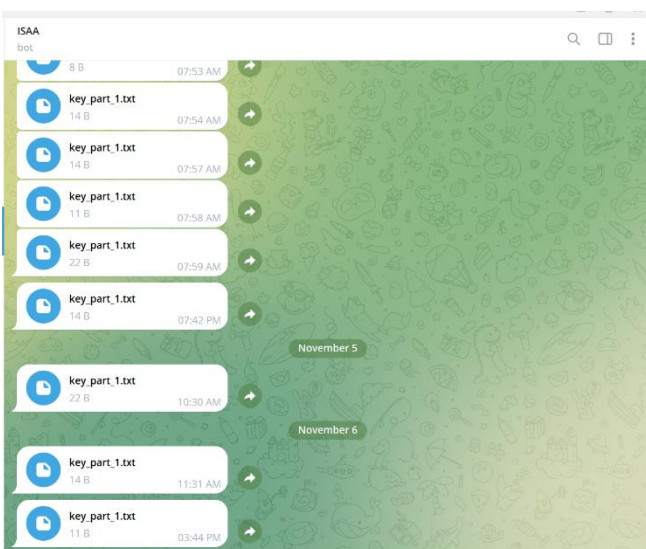 ISAA
bot
8 B
07:53 AM
key_part_1.txt
14 B
07:54 AM
key_part_1.txt
14 B
07:57 AM
key_part_1.txt
11 B
07:58 AM
key_part_1.txt
22 B
07:59 AM
key_part_1.txt
14 B
07:42 PM
November 5
key_part_1.txt
22 B
10:30 AM
November 6
key_part_1.txt
14 B
11:31 AM
key_part_1.txt
11 B
03:44 PM